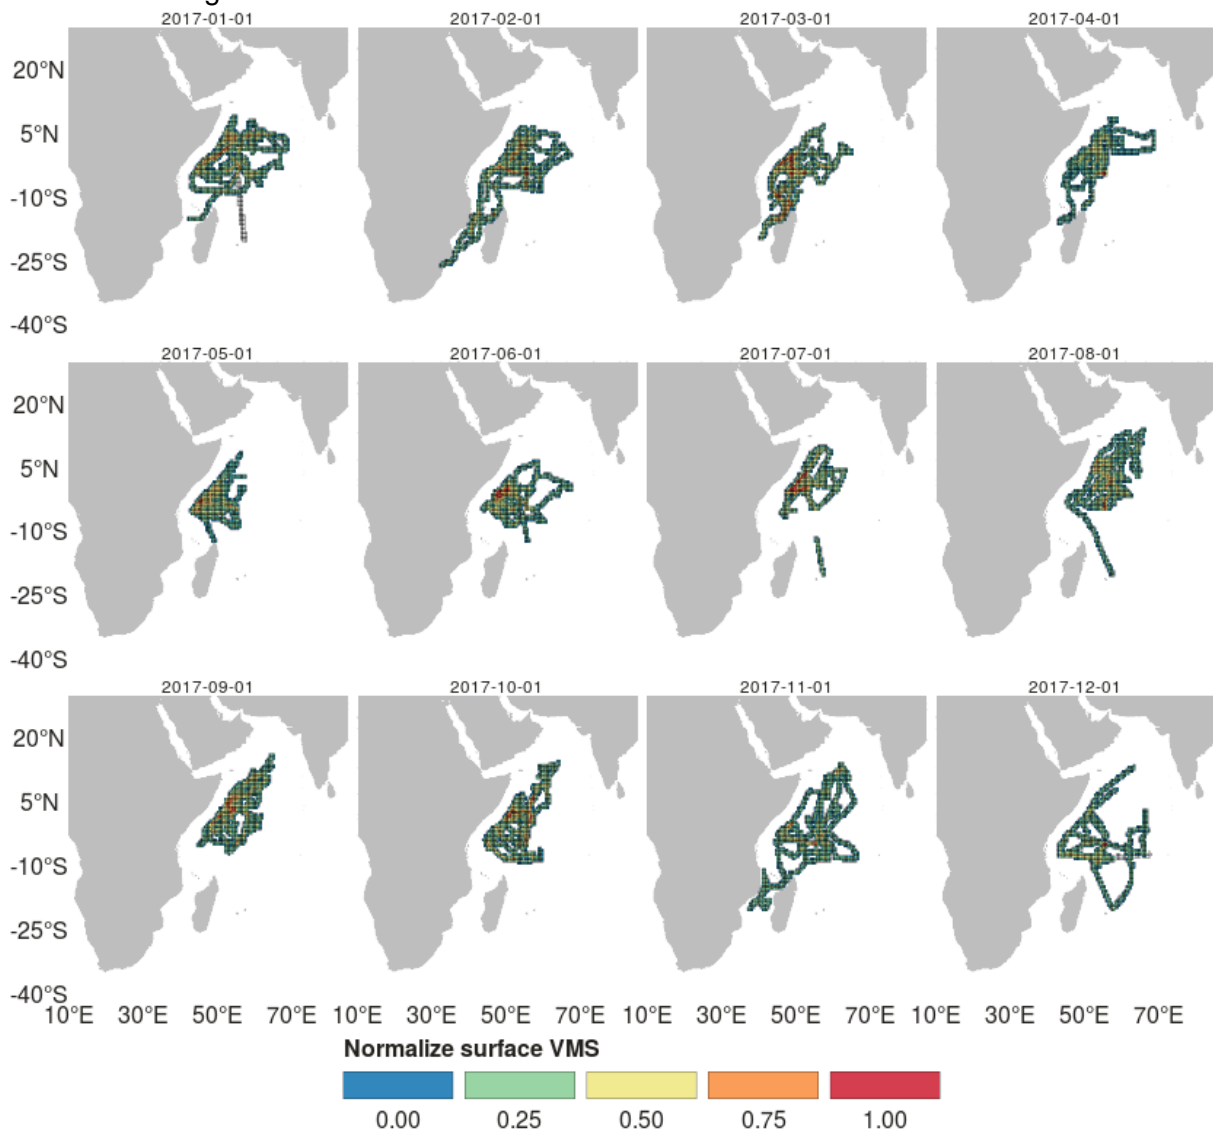 2017-01-01 2017-02-01 2017-03-01 2017-04-01
20°N
5°N
-10°S
-25°S
-40°S
2017-05-01 2017-06-01 2017-07-01 2017-08-01
20°N
5°N
-10°S
-25°S
-40°S
2017-09-01 2017-10-01 2017-11-01 2017-12-01
20°N
5°N
-10°S
-25°S
-40°S
10°E 30°E 50°E 70°E 10°E 30°E 50°E 70°E 10°E 30°E 50°E 70°E 10°E 30°E 50°E 70°E
Normalize surface VMS
0.00 0.25 0.50 0.75 1.00